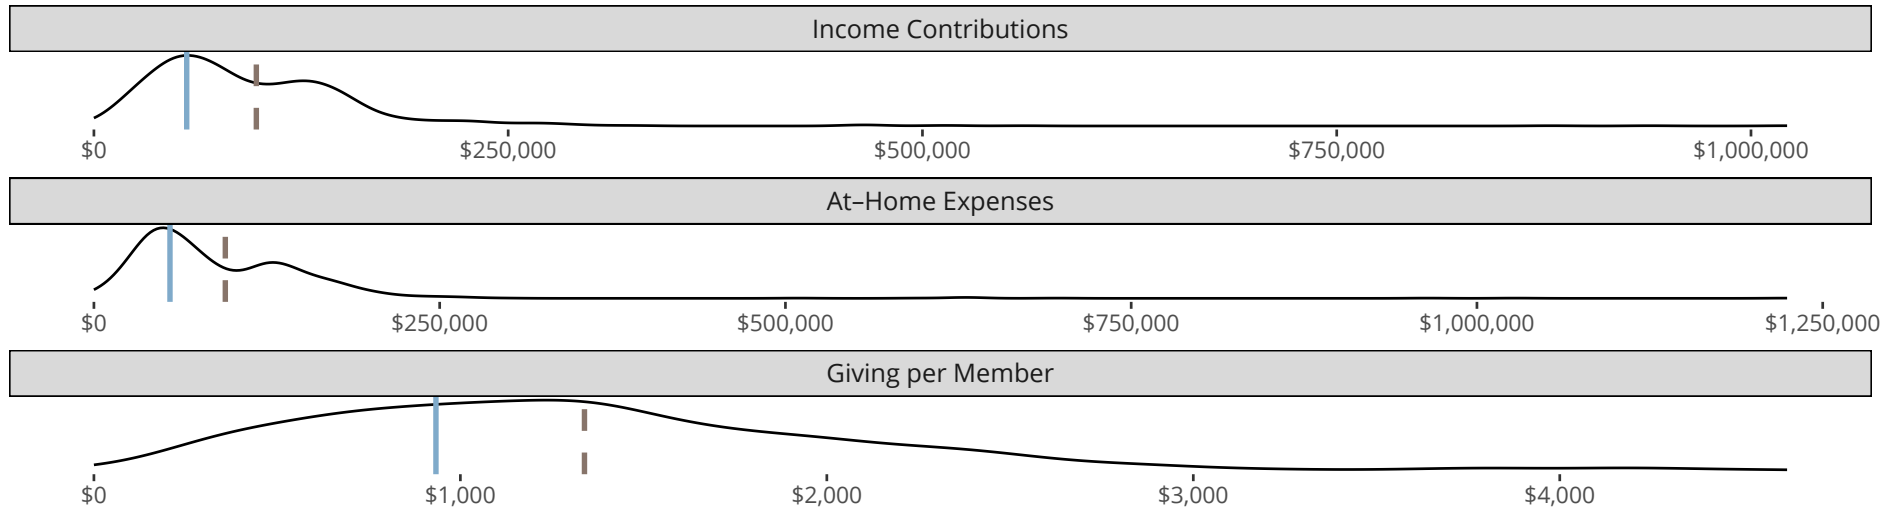 Income Contributions
$0 $250,000 $500,000 $750,000 $1,000,000
At–Home Expenses
$0 $250,000 $500,000 $750,000 $1,000,000 $1,250,000
Giving per Member
$0 $1,000 $2,000 $3,000 $4,000